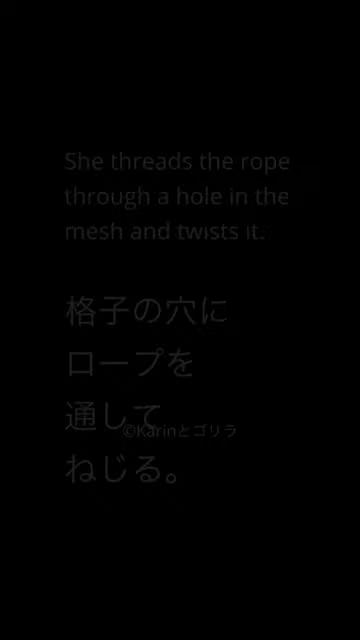 She threads the rope
through a hole in the
mesh and twists it.
格子の穴に
ロープを
通して
©Karinとゴリラ
ねじる。